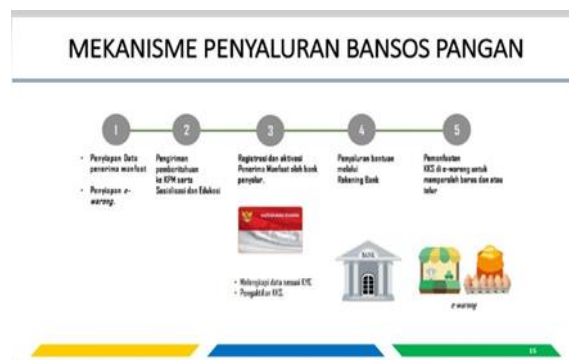 MEKANISME PENYALURAN BANSOS PANGAN
1
• Penyiapan Data
penerima manfaat
• Penyiapan e-
warong.
2
Pengiriman
pemberitahuan
ke KPM serta
Sosialisasi dan Edukasi
3
Registrasi dan aktivasi
Penerima Manfaat oleh bank
penyalur.
• Melengkapi data sesuai KYC
• Pengaktifan KKS.
4
Penyaluran bantuan
melalui
Rekening Bank
BANK
5
Pemanfaatan
KKS di e-warong untuk
memperoleh beras dan atau
telur
e-warong